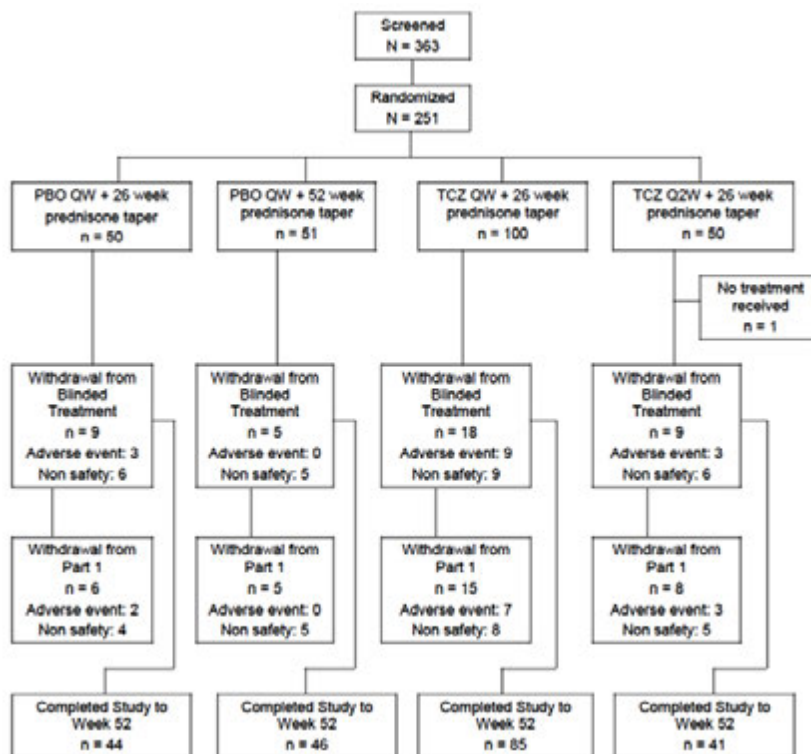 Screened
N = 363
Randomized
N = 251
PBO QW + 26 week
prednisone taper
n = 50
PBO QW + 52 week
prednisone taper
n = 51
TCZ QW + 26 week
prednisone taper
n = 100
TCZ Q2W + 26 week
prednisone taper
n = 50
No treatment
received
n = 1
Withdrawal from
Blinded
Treatment
n = 9
Adverse event: 3
Non safety: 6
Withdrawal from
Blinded
Treatment
n = 5
Adverse event: 0
Non safety: 5
Withdrawal from
Blinded
Treatment
n = 18
Adverse event: 9
Non safety: 9
Withdrawal from
Blinded
Treatment
n = 9
Adverse event: 3
Non safety: 6
Withdrawal from
Part 1
n = 6
Adverse event: 2
Non safety: 4
Withdrawal from
Part 1
n = 5
Adverse event: 0
Non safety: 5
Withdrawal from
Part 1
n = 15
Adverse event: 7
Non safety: 8
Withdrawal from
Part 1
n = 8
Adverse event: 3
Non safety: 5
Completed Study to
Week 52
n = 44
Completed Study to
Week 52
n = 46
Completed Study to
Week 52
n = 85
Completed Study to
Week 52
n = 41